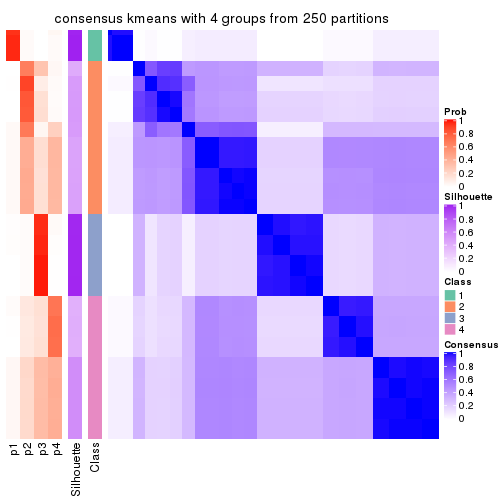 consensus kmeans with 4 groups from 250 partitions
Prob
1
0.8
0.6
0.4
0.2
0
Silhouette
1
0.8
0.6
0.4
0.2
0
Class
1
2
3
4
Consensus
1
0.8
0.6
0.4
0.2
0
p1
p2
p3
p4
Silhouette
Class